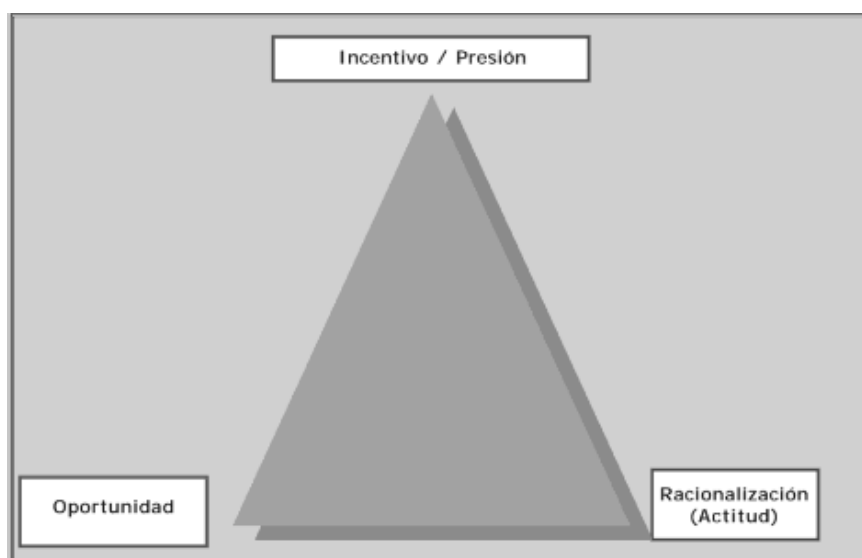 Incentivo / Presión
Oportunidad
Racionalización
(Actitud)